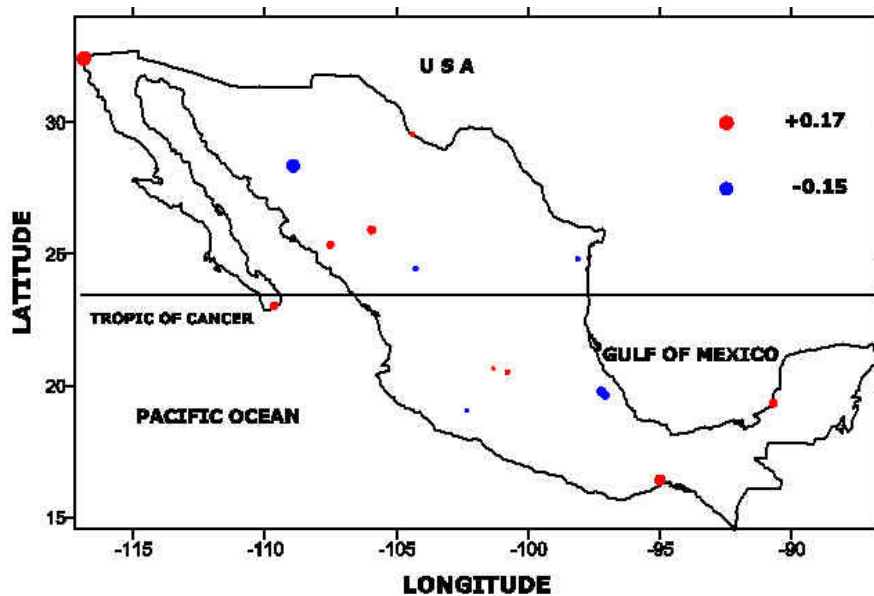 U S A
30
+0.17
-0.15
25
LATITUDE
TROPIC OF CANCER
GULF OF MEXICO
20
PACIFIC OCEAN
15
-115 -110 -105 -100 -95 -90
LONGITUDE